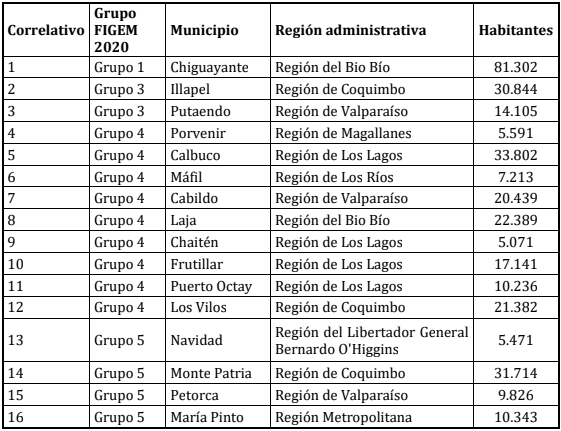 Correlativo Grupo FIGEM 2020 Municipio Región administrativa Habitantes
1 Grupo 1 Chiguayante Región del Bio Bío 81.302
2 Grupo 3 Illapel Región de Coquimbo 30.844
3 Grupo 3 Putaendo Región de Valparaíso 14.105
4 Grupo 4 Porvenir Región de Magallanes 5.591
5 Grupo 4 Calbuco Región de Los Lagos 33.802
6 Grupo 4 Máfil Región de Los Ríos 7.213
7 Grupo 4 Cabildo Región de Valparaíso 20.439
8 Grupo 4 Laja Región del Bio Bío 22.389
9 Grupo 4 Chaitén Región de Los Lagos 5.071
10 Grupo 4 Frutillar Región de Los Lagos 17.141
11 Grupo 4 Puerto Octay Región de Los Lagos 10.236
12 Grupo 4 Los Vilos Región de Coquimbo 21.382
13 Grupo 5 Navidad Región del Libertador General Bernardo O'Higgins 5.471
14 Grupo 5 Monte Patria Región de Coquimbo 31.714
15 Grupo 5 Petorca Región de Valparaíso 9.826
16 Grupo 5 María Pinto Región Metropolitana 10.343